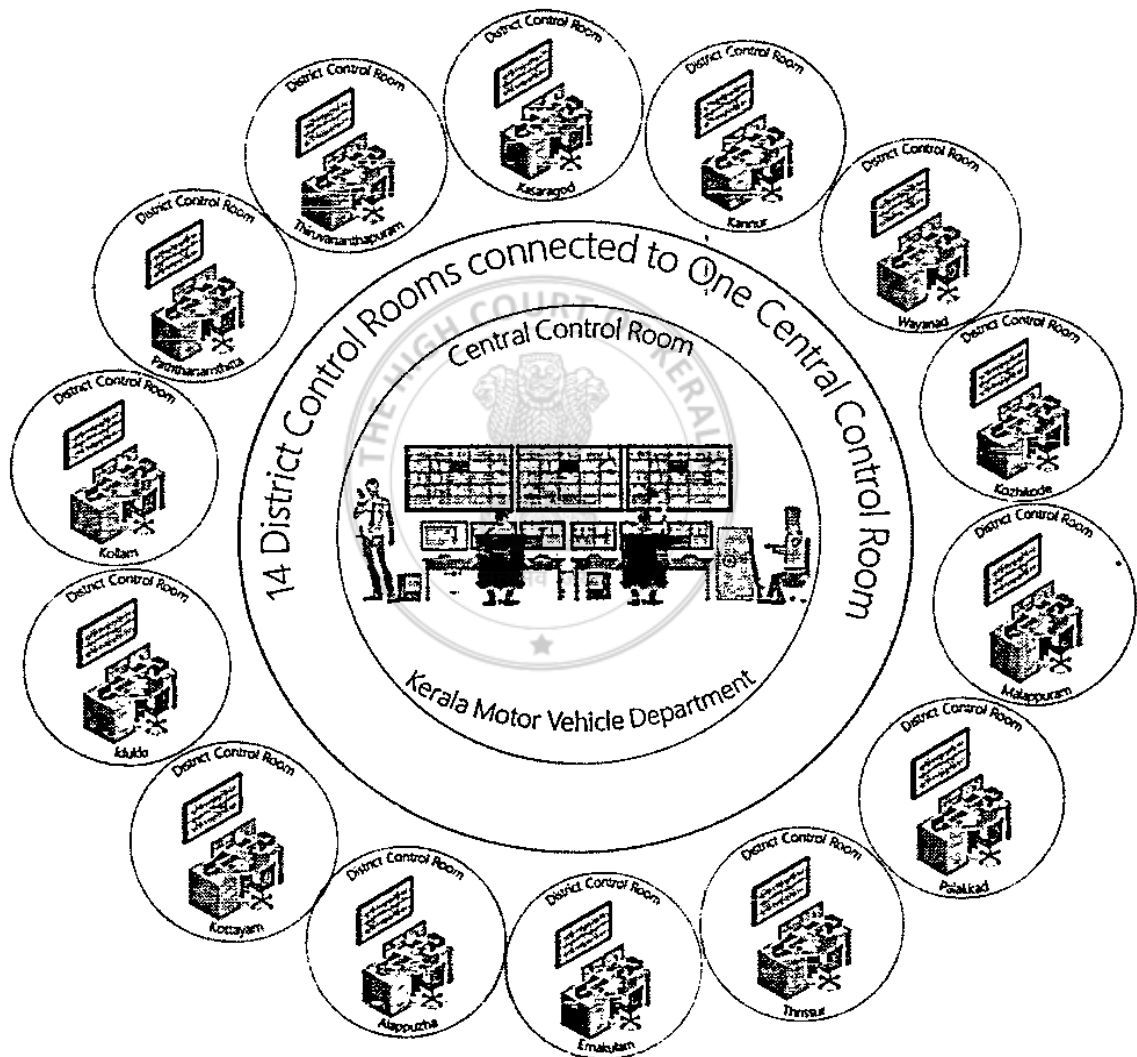 14 District Control Rooms connected to One Central Control Room
Central Control Room
Kerala Motor Vehicle Department
THE HIGH COURT OF KERALA
District Control Room
Kasaragod
District Control Room
Kannur
District Control Room
Wayanad
District Control Room
Kozhikode
District Control Room
Malappuram
District Control Room
Palakkad
District Control Room
Thrissur
District Control Room
Ernakulam
District Control Room
Alappuzha
District Control Room
Kottayam
District Control Room
Idukki
District Control Room
Kollam
District Control Room
Paththanamthitta
District Control Room
Thiruvananthapuram